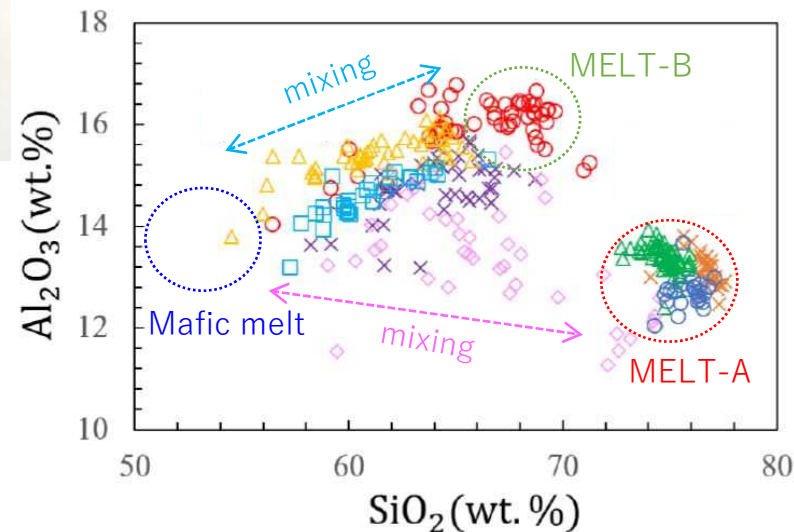 18
16
14
12
10
50
60
70
80
Al₂O₃ (wt.%)
SiO₂ (wt. %)
mixing
MELT-B
Mafic melt
mixing
MELT-A